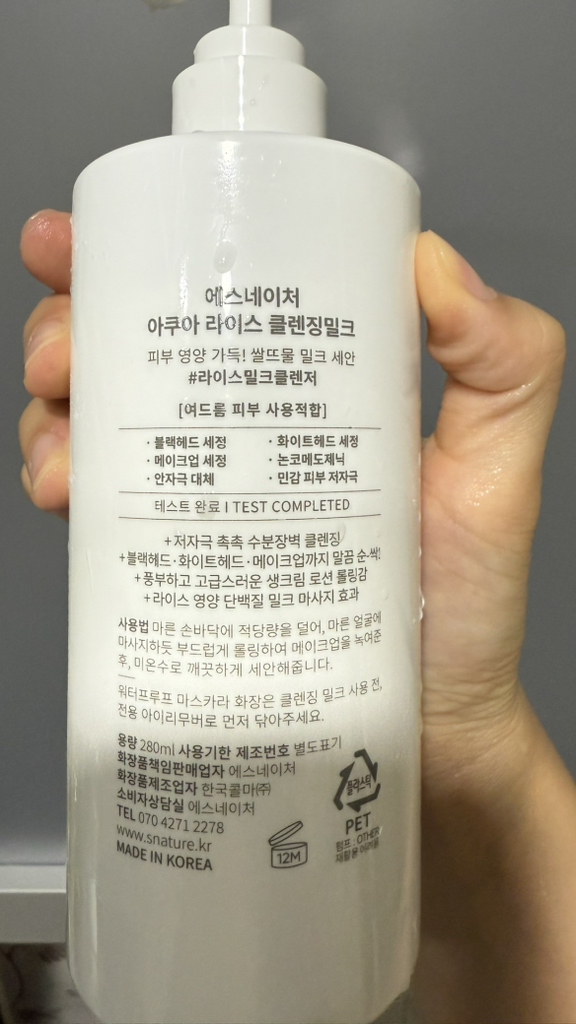 에스네이처
아쿠아 라이스 클렌징밀크
피부 영양 가득! 쌀뜨물 밀크 세안
#라이스밀크클렌저
[여드름 피부 사용적합]
· 블랙헤드 세정 · 화이트헤드 세정
· 메이크업 세정 · 논코메도제닉
· 안자극 대체 · 민감 피부 저자극
테스트 완료 I TEST COMPLETED
+저자극 촉촉 수분장벽 클렌징
+블랙헤드·화이트헤드·메이크업까지 말끔 순-싹!
+풍부하고 고급스러운 생크림 로션 롤링감
+라이스 영양 단백질 밀크 마사지 효과
사용법 마른 손바닥에 적당량을 덜어, 마른 얼굴에
마사지하듯 부드럽게 롤링하여 메이크업을 녹여준
후, 미온수로 깨끗하게 세안해줍니다.
워터프루프 마스카라 화장은 클렌징 밀크 사용 전,
전용 아이리무버로 먼저 닦아주세요.
용량 280ml 사용기한 제조번호 별도표기
화장품책임판매업자 에스네이처
화장품제조업자 한국콜마㈜
소비자상담실 에스네이처
TEL 070 4271 2278
www.snature.kr
MADE IN KOREA
12M
플라스틱
PET
펌프 : OTHER
재활용 어려움